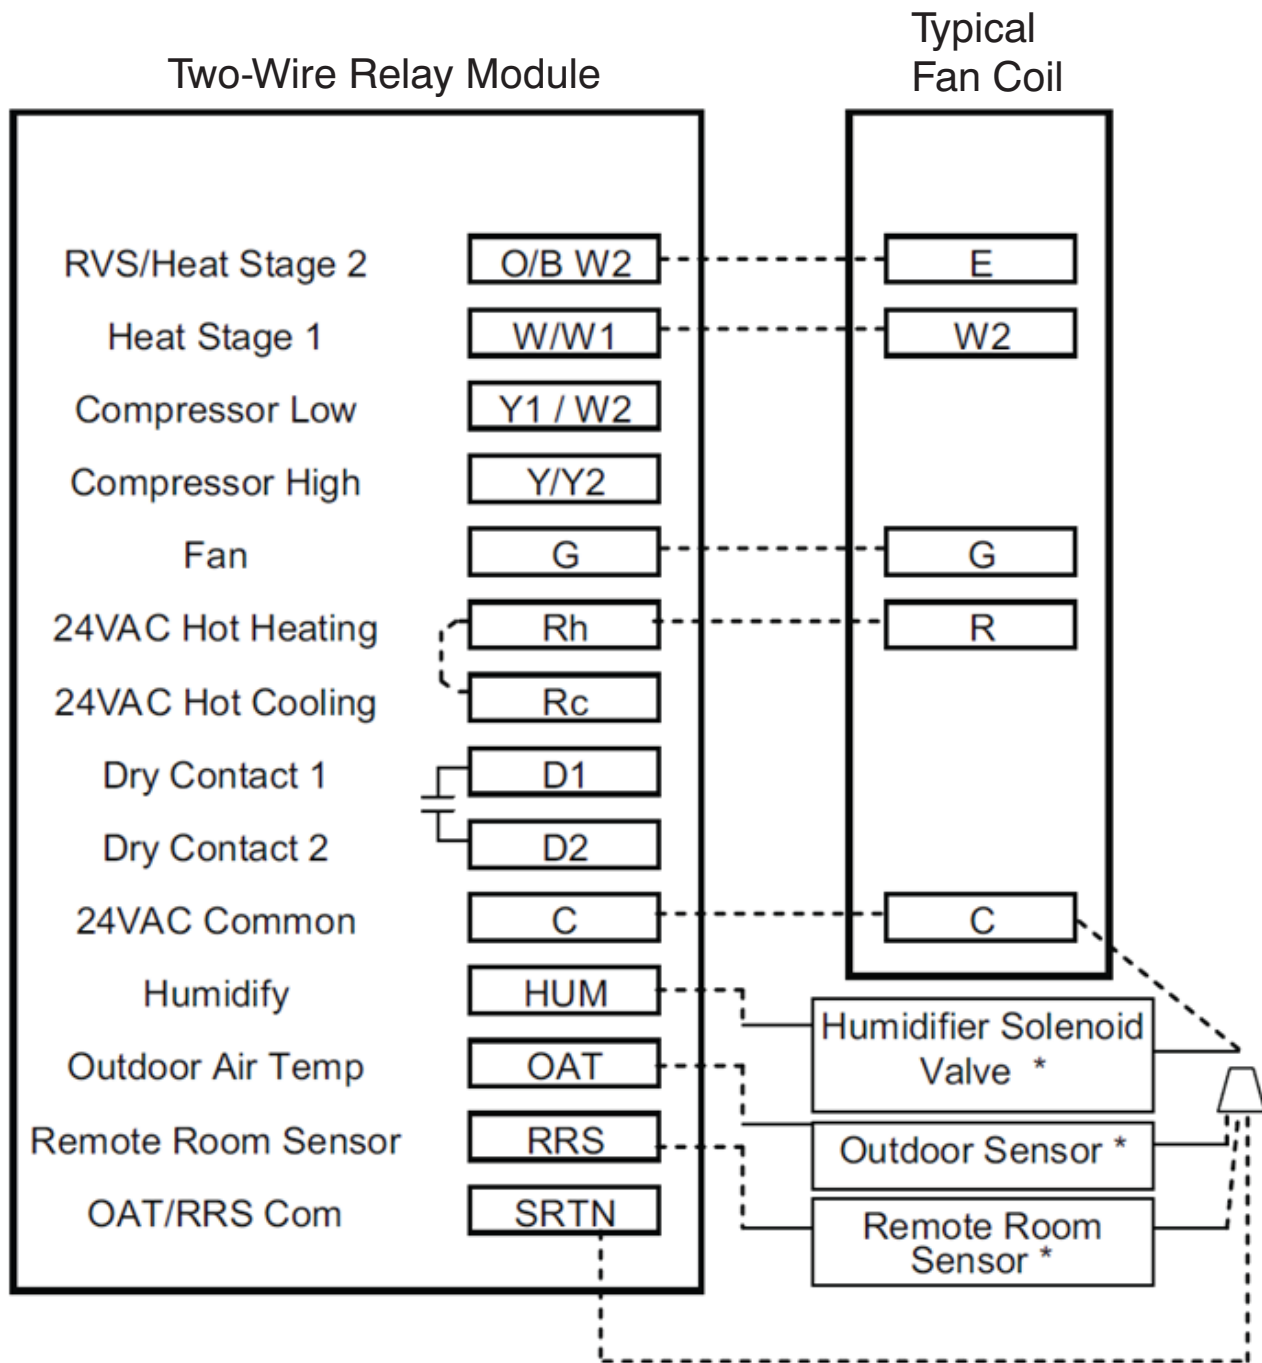 Typical
Fan Coil
Two-Wire Relay Module
RVS/Heat Stage 2 O/B W2 E
Heat Stage 1 W/W1 W2
Compressor Low Y1 / W2
Compressor High Y/Y2
Fan G G
24VAC Hot Heating Rh R
24VAC Hot Cooling Rc
Dry Contact 1 D1
Dry Contact 2 D2
24VAC Common C C
Humidify HUM
Humidifier Solenoid
Valve *
Outdoor Air Temp OAT
Outdoor Sensor *
Remote Room Sensor RRS
Remote Room
Sensor *
OAT/RRS Com SRTN